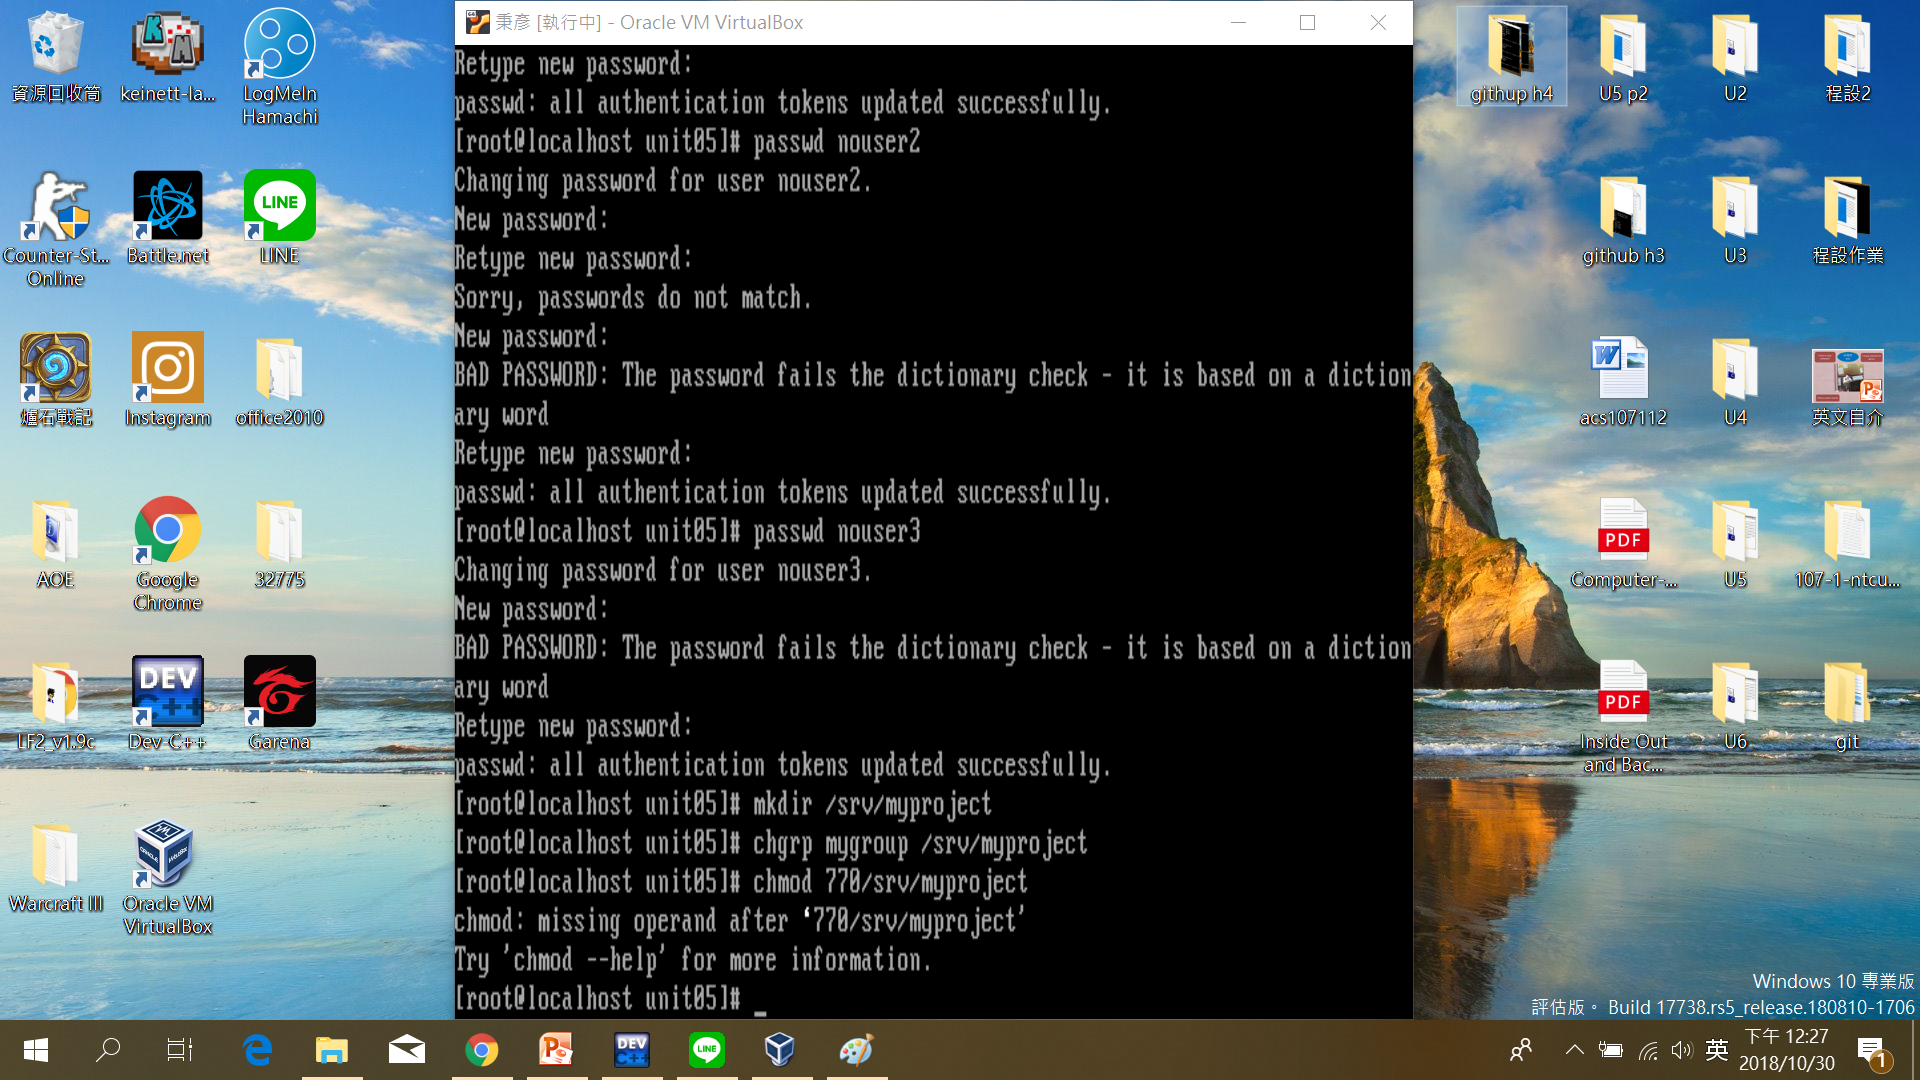 秉彥 [執行中] - Oracle VM VirtualBox
Retype new password:
passwd: all authentication tokens updated successfully.
[root@localhost unit05]# passwd nouser2
Changing password for user nouser2.
New password:
Retype new password:
Sorry, passwords do not match.
New password:
BAD PASSWORD: The password fails the dictionary check - it is based on a diction
ary word
Retype new password:
passwd: all authentication tokens updated successfully.
[root@localhost unit05]# passwd nouser3
Changing password for user nouser3.
New password:
BAD PASSWORD: The password fails the dictionary check - it is based on a diction
ary word
Retype new password:
passwd: all authentication tokens updated successfully.
[root@localhost unit05]# mkdir /srv/myproject
[root@localhost unit05]# chgrp mygroup /srv/myproject
[root@localhost unit05]# chmod 770/srv/myproject
chmod: missing operand after ‘770/srv/myproject’
Try 'chmod --help' for more information.
[root@localhost unit05]# _
資源回收筒
keinett-la...
LogMeIn
Hamachi
Counter-St...
Online
Battle.net
LINE
LINE
爐石戰記
Instagram
office2010
AOE
Google
Chrome
32775
LF2_v1.9c
DEV
C++
Dev-C++
Garena
Warcraft III
Oracle VM
VirtualBox
githup h4
U5 p2
U2
程設2
github h3
U3
程設作業
acs107112
U4
英文自介
PDF
Computer-...
U5
107-1-ntcu...
PDF
Inside Out
and Bac...
U6
git
Windows 10 專業版
評估版。 Build 17738.rs5_release.180810-1706
DEV
C++
LINE
英
下午 12:27
2018/10/30
1